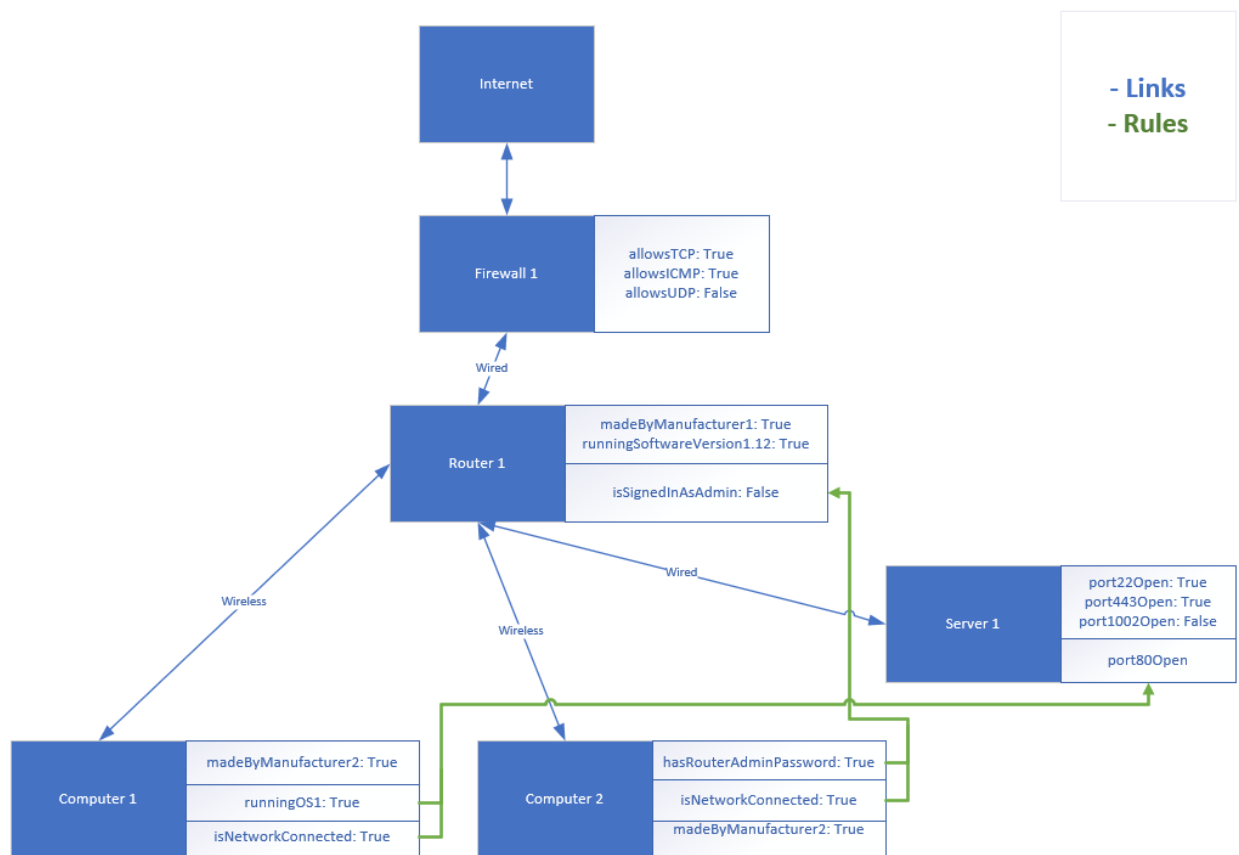 Internet
- Links
- Rules
Firewall 1
allowsTCP: True
allowsICMP: True
allowsUDP: False
Wired
Router 1
madeByManufacturer1: True
runningSoftwareVersion1.12: True
isSignedInAsAdmin: False
Wireless
Wireless
Wired
Server 1
port22Open: True
port443Open: True
port1002Open: False
port80Open
Computer 1
madeByManufacturer2: True
runningOS1: True
isNetworkConnected: True
Computer 2
hasRouterAdminPassword: True
isNetworkConnected: True
madeByManufacturer2: True